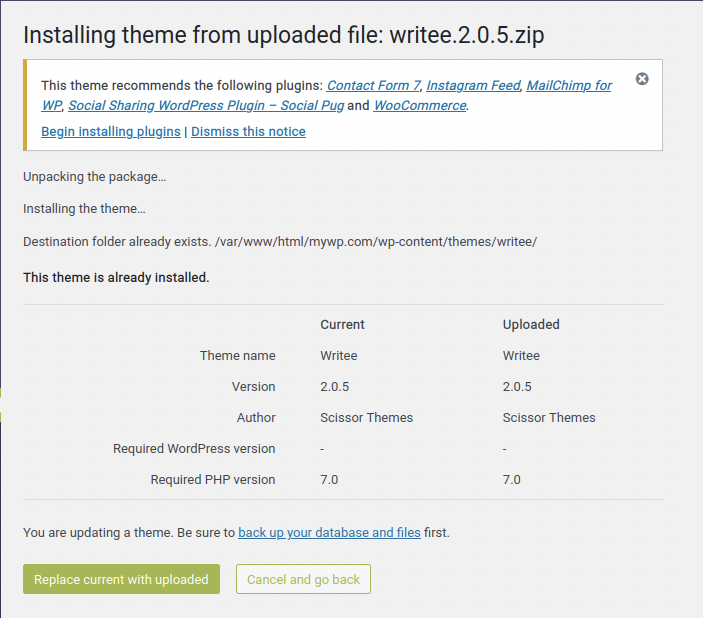 Installing theme from uploaded file: writee.2.0.5.zip
This theme recommends the following plugins: Contact Form 7, Instagram Feed, MailChimp for
WP, Social Sharing WordPress Plugin – Social Pug and WooCommerce.
Begin installing plugins | Dismiss this notice
Unpacking the package…
Installing the theme…
Destination folder already exists. /var/www/html/mywp.com/wp-content/themes/writee/
This theme is already installed.
Current Uploaded
Theme name Writee Writee
Version 2.0.5 2.0.5
Author Scissor Themes Scissor Themes
Required WordPress version - -
Required PHP version 7.0 7.0
You are updating a theme. Be sure to back up your database and files first.
Replace current with uploaded Cancel and go back